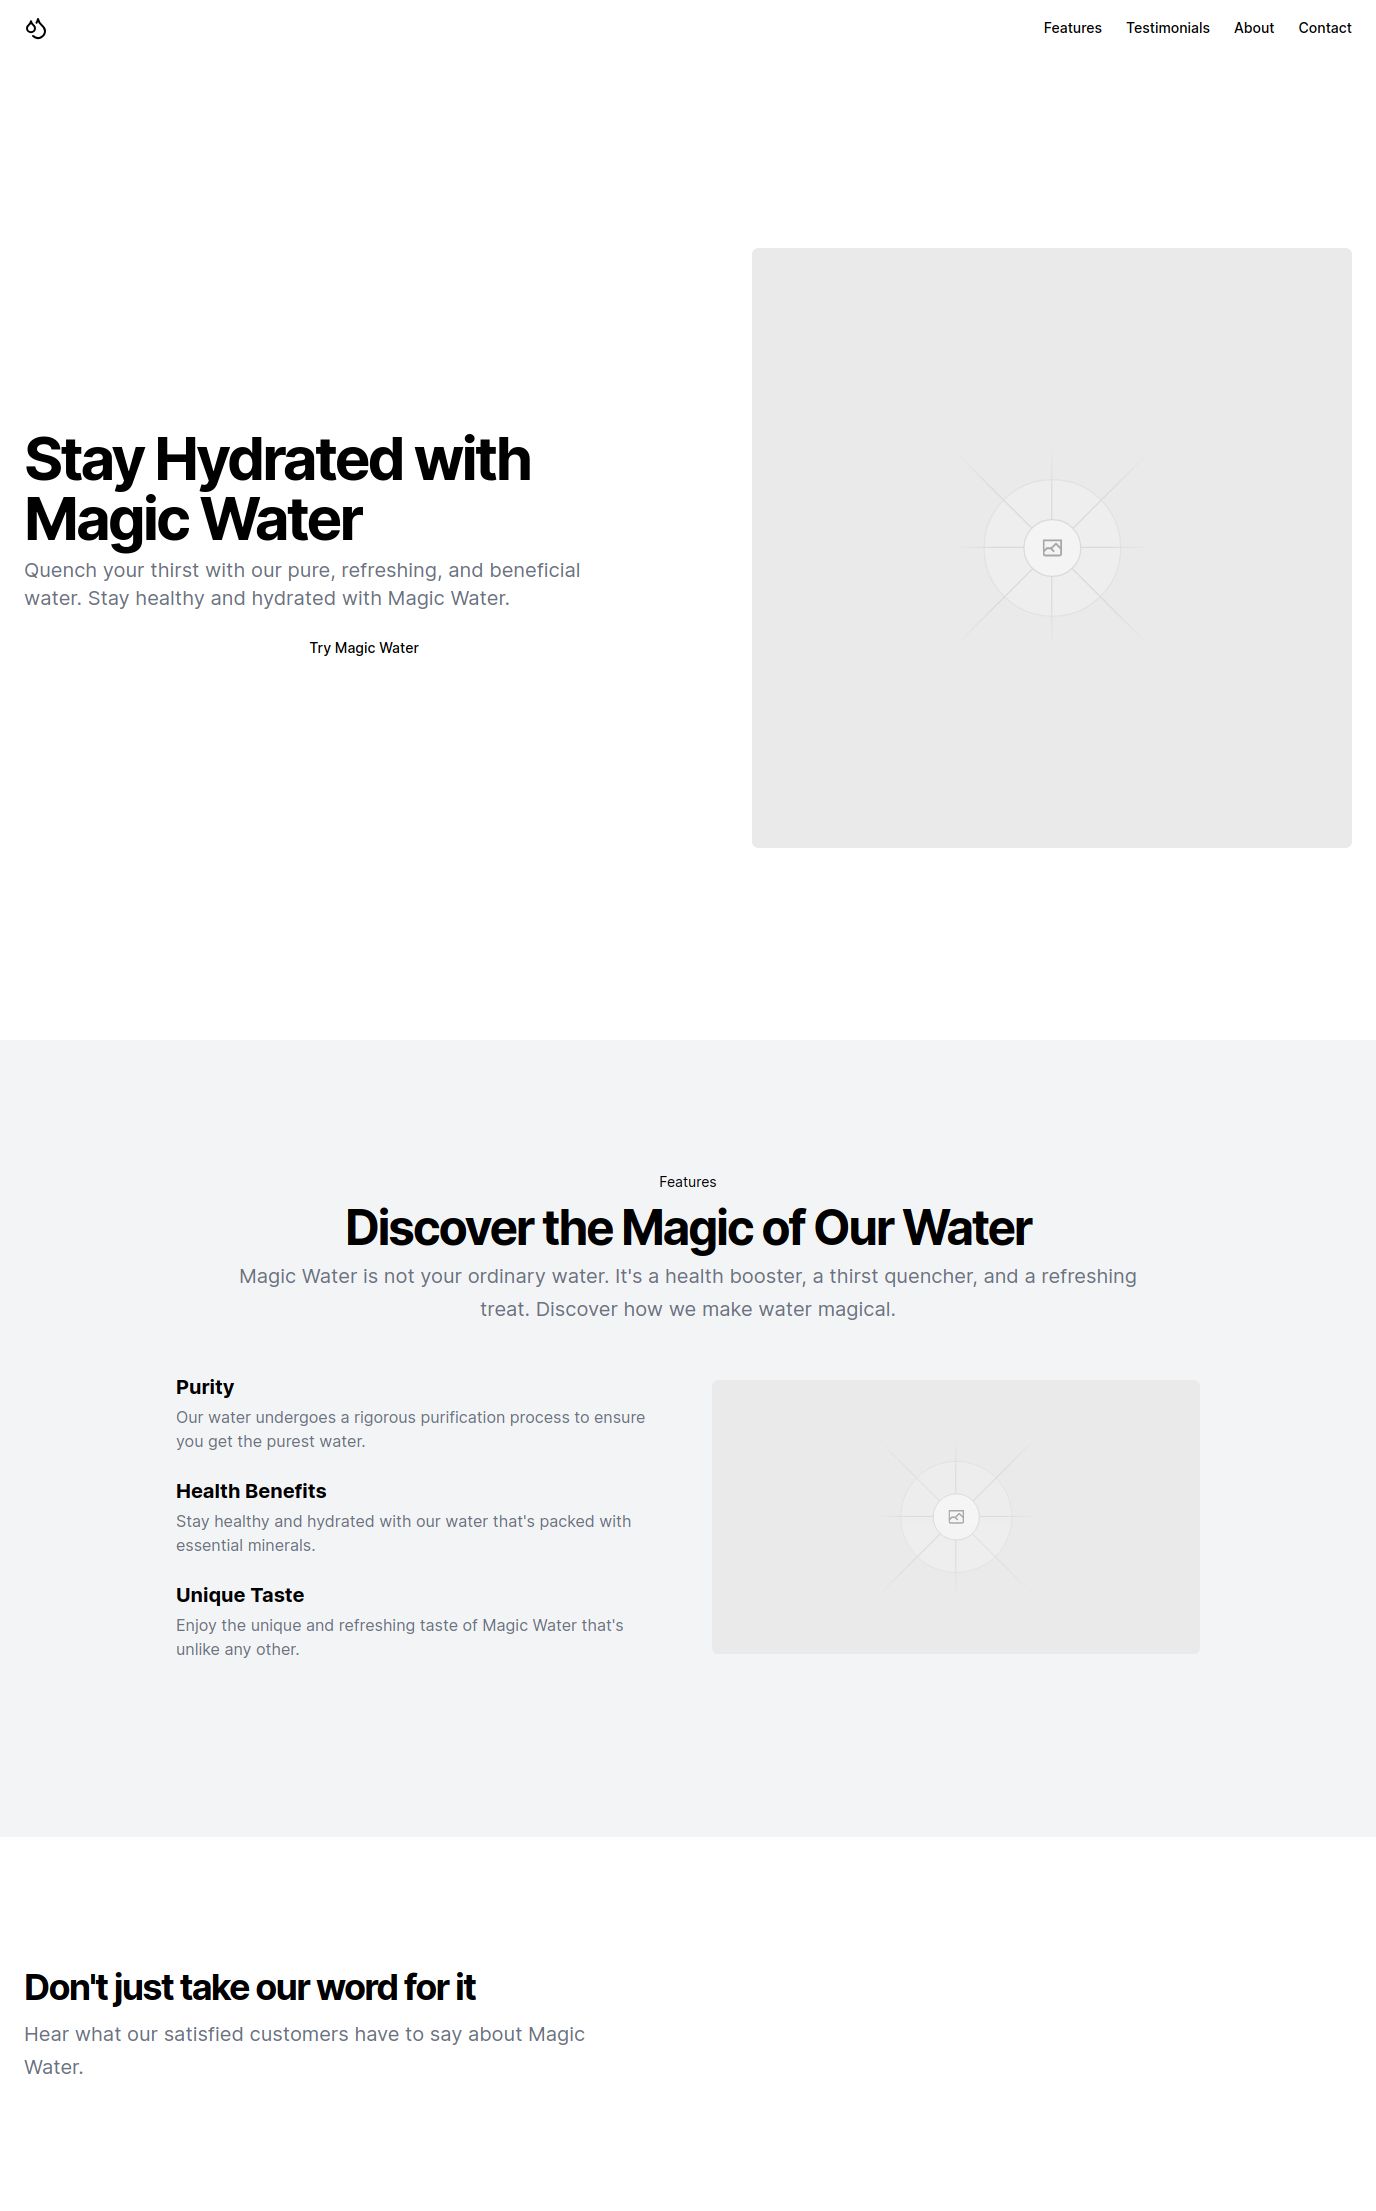 Features Testimonials About Contact
Stay Hydrated with
Magic Water
Quench your thirst with our pure, refreshing, and beneficial
water. Stay healthy and hydrated with Magic Water.
Try Magic Water
Features
Discover the Magic of Our Water
Magic Water is not your ordinary water. It's a health booster, a thirst quencher, and a refreshing
treat. Discover how we make water magical.
Purity
Our water undergoes a rigorous purification process to ensure
you get the purest water.
Health Benefits
Stay healthy and hydrated with our water that's packed with
essential minerals.
Unique Taste
Enjoy the unique and refreshing taste of Magic Water that's
unlike any other.
Don't just take our word for it
Hear what our satisfied customers have to say about Magic
Water.